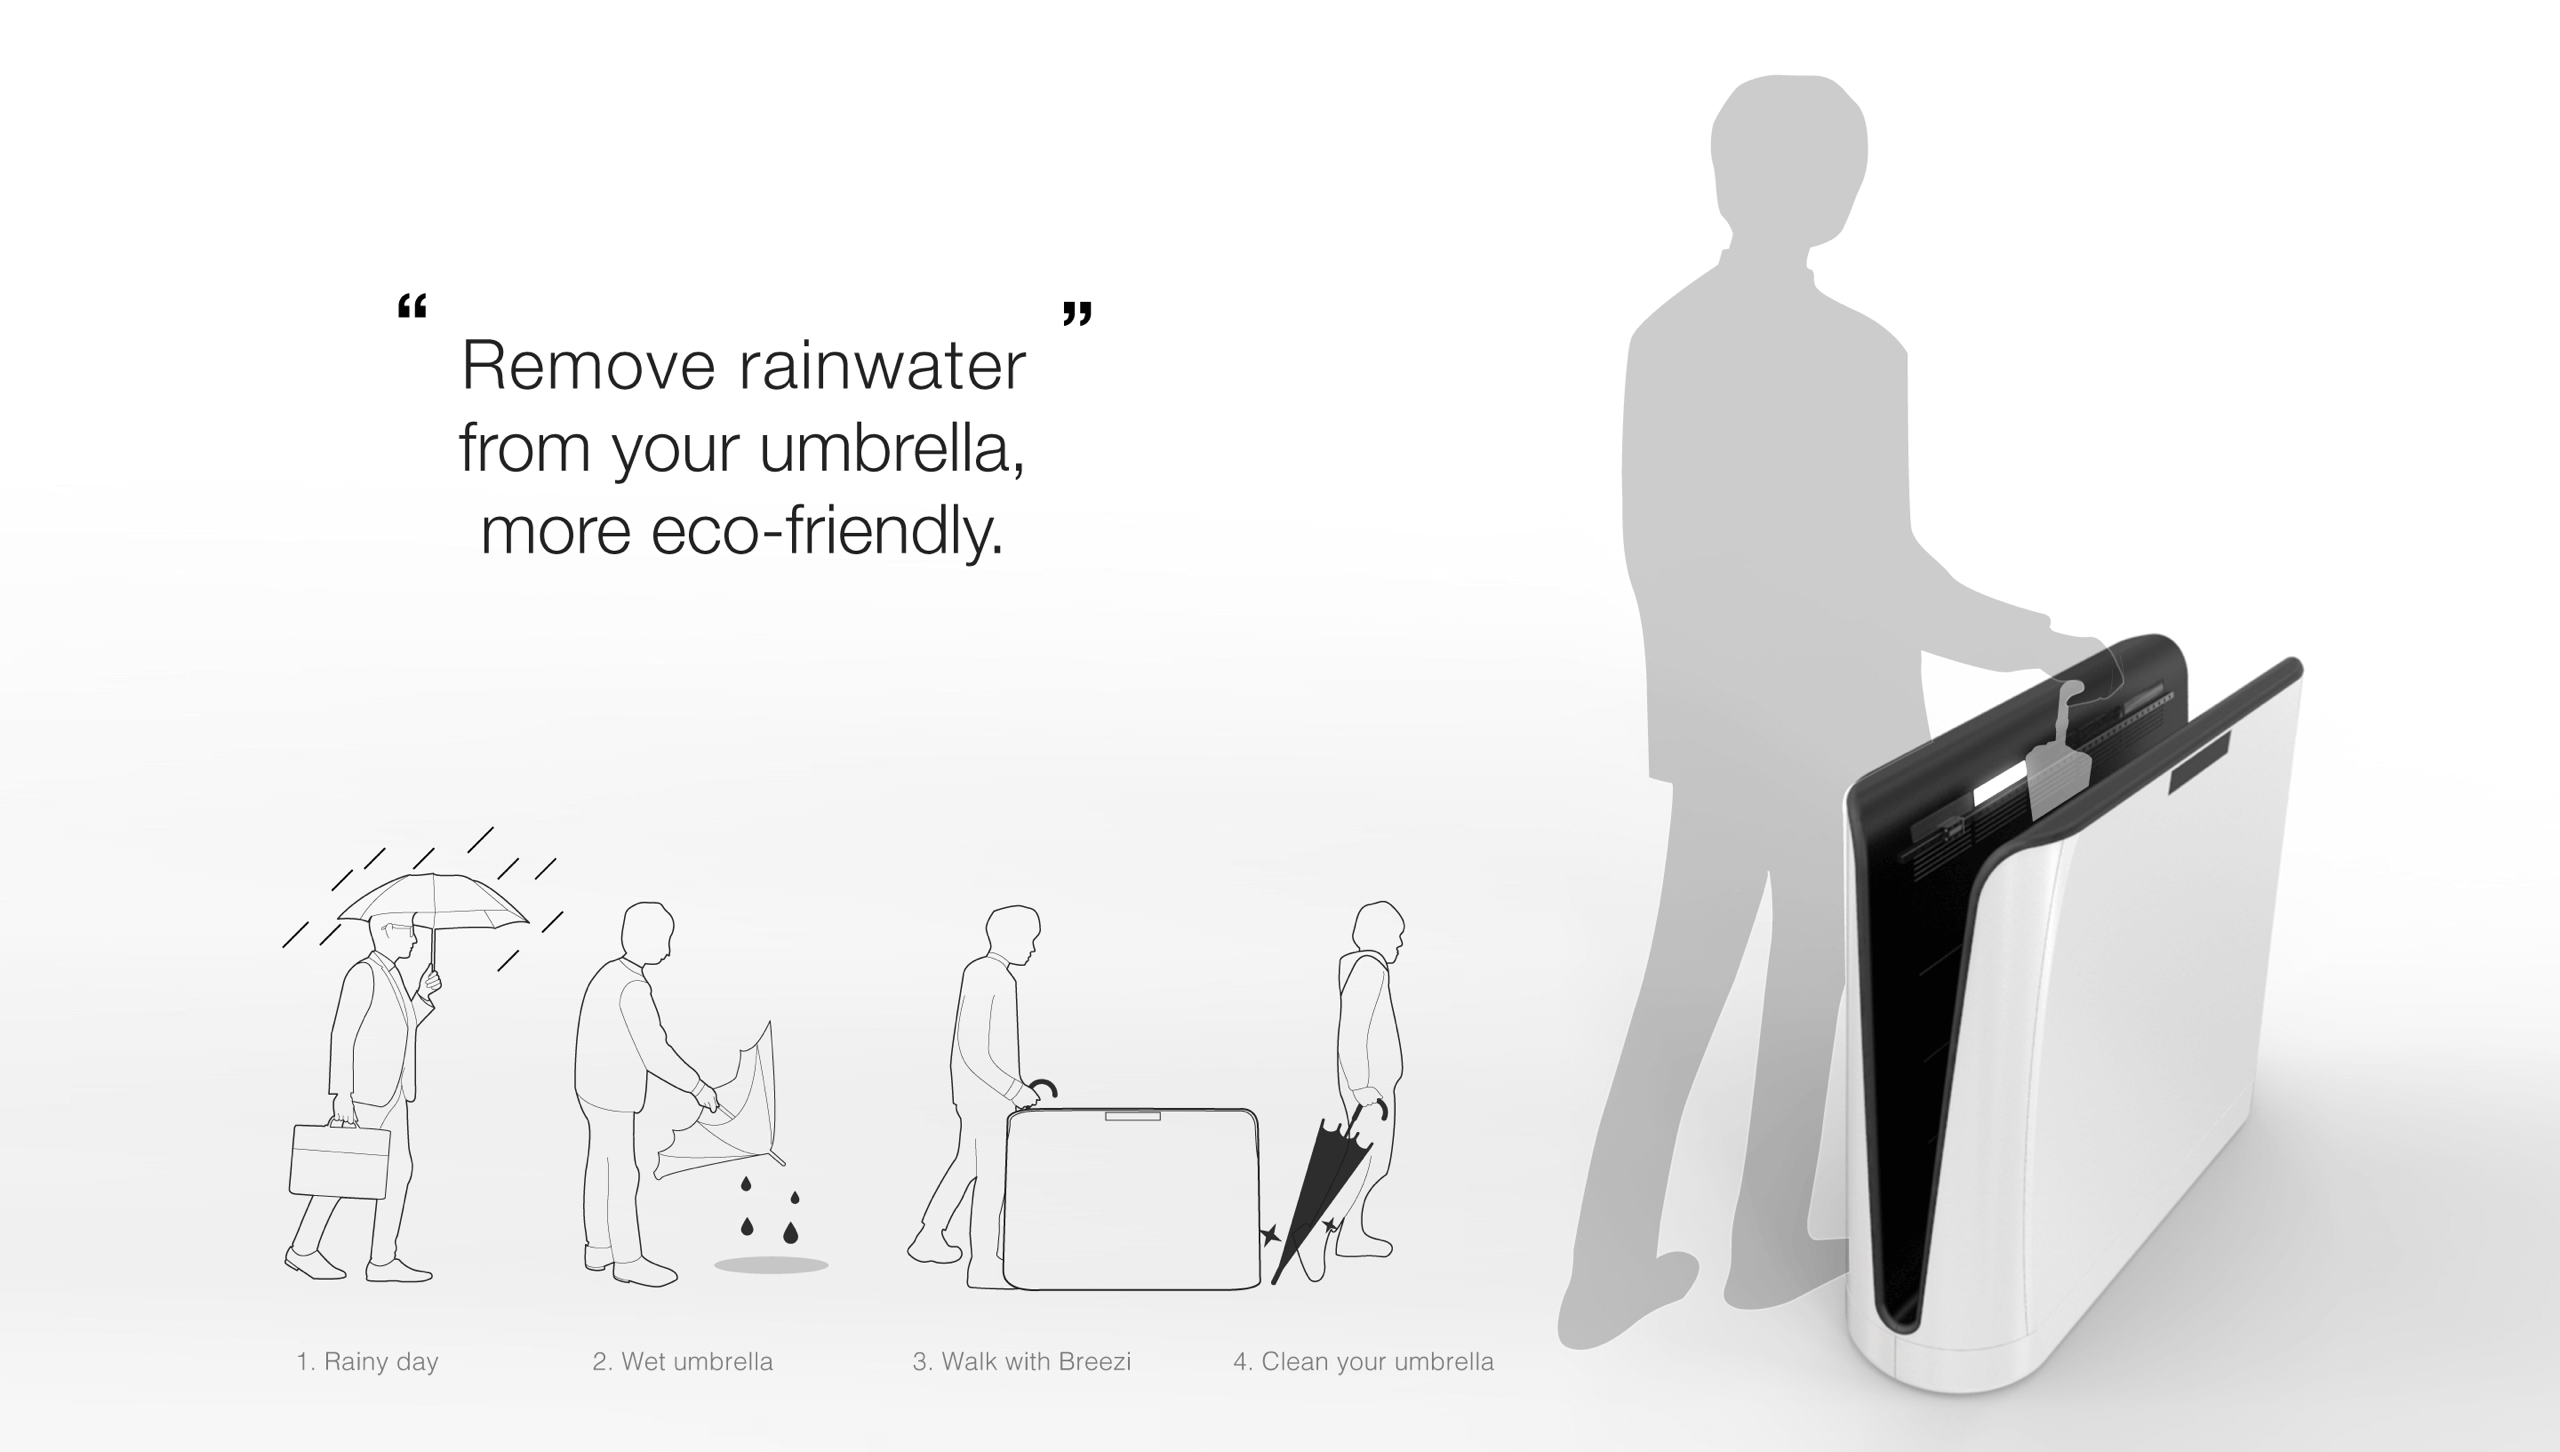 “ Remove rainwater ”
from your umbrella,
more eco-friendly.
1. Rainy day
2. Wet umbrella
3. Walk with Breezi
4. Clean your umbrella